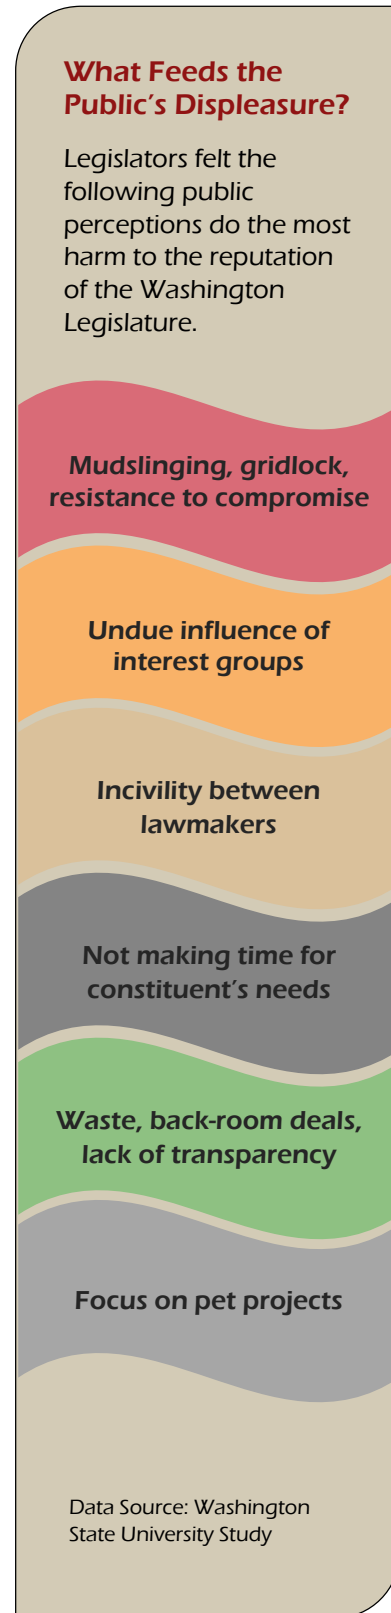 What Feeds the
Public’s Displeasure?
Legislators felt the
following public
perceptions do the most
harm to the reputation
of the Washington
Legislature.
Mudslinging, gridlock,
resistance to compromise
Undue influence of
interest groups
Incivility between
lawmakers
Not making time for
constituent’s needs
Waste, back-room deals,
lack of transparency
Focus on pet projects
Data Source: Washington
State University Study